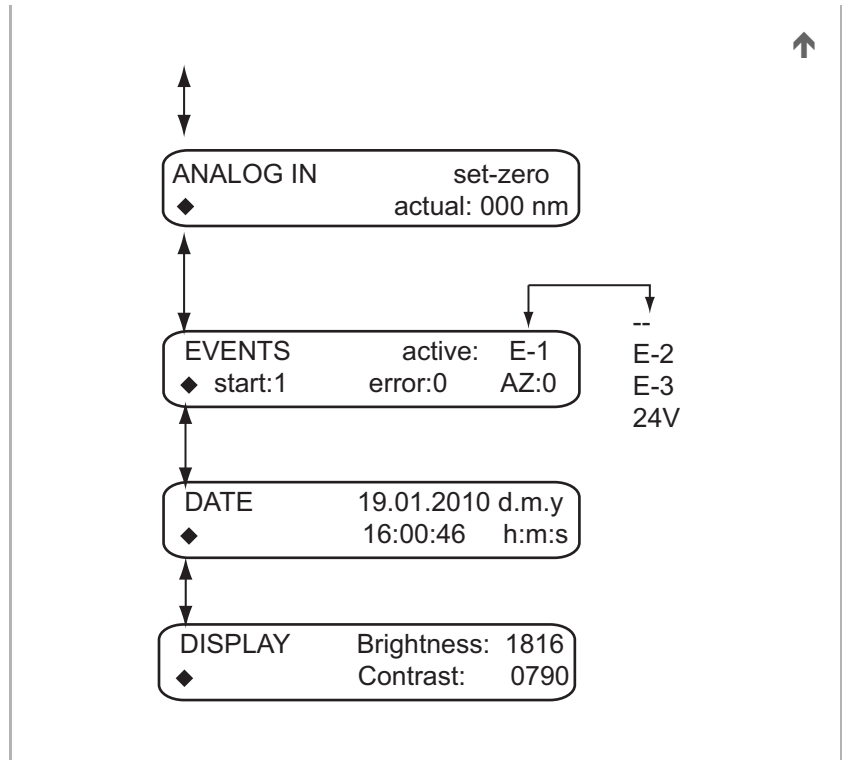 ANALOG IN set-zero
actual: 000 nm
EVENTS active: E-1
start:1 error:0 AZ:0
--
E-2
E-3
24V
DATE 19.01.2010 d.m.y
16:00:46 h:m:s
DISPLAY Brightness: 1816
Contrast: 0790